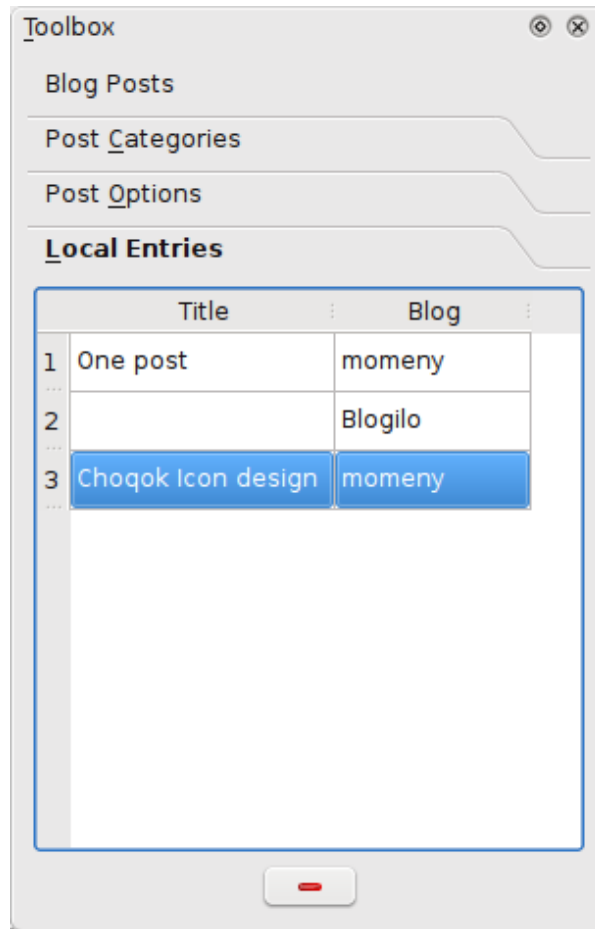 Toolbox
Blog Posts
Post Categories
Post Options
Local Entries
Title Blog
1 One post momeny
2 Blogilo
3 Choqok Icon design momeny